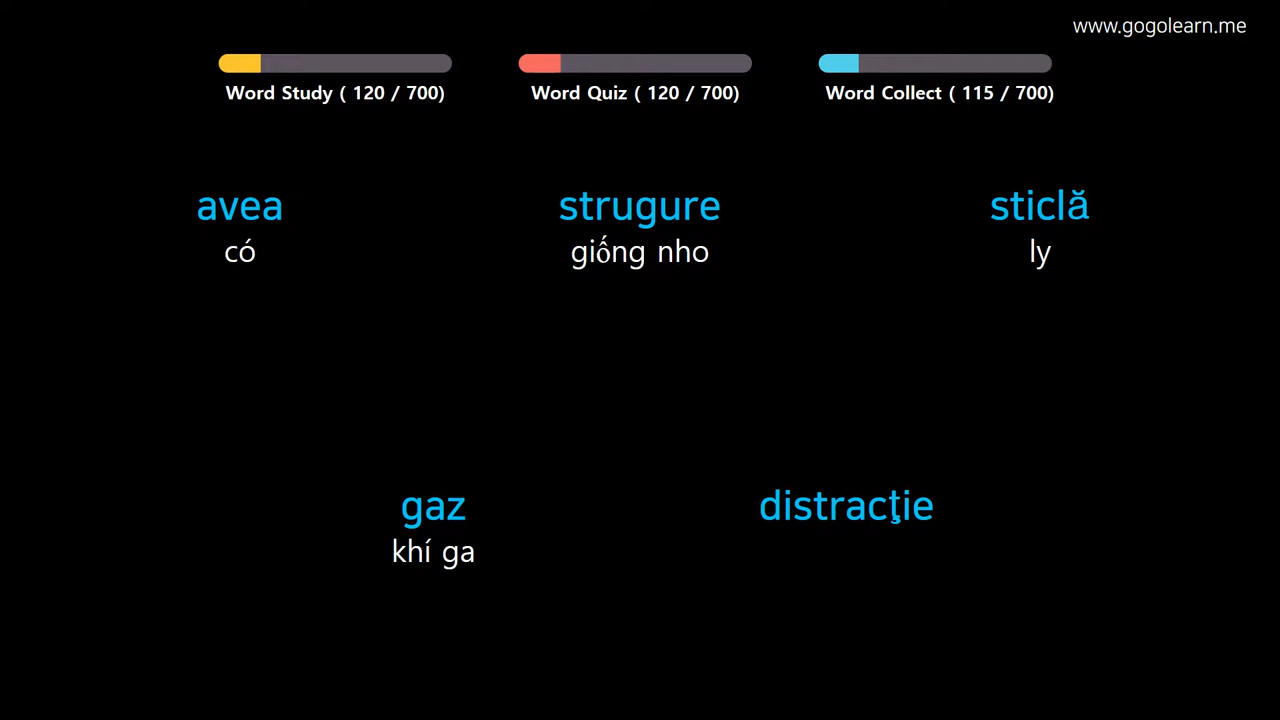 www.gogolearn.me
Word Study ( 120 / 700)
Word Quiz ( 120 / 700)
Word Collect ( 115 / 700)
avea
có
strugure
giống nho
sticlă
ly
gaz
khí ga
distracţie